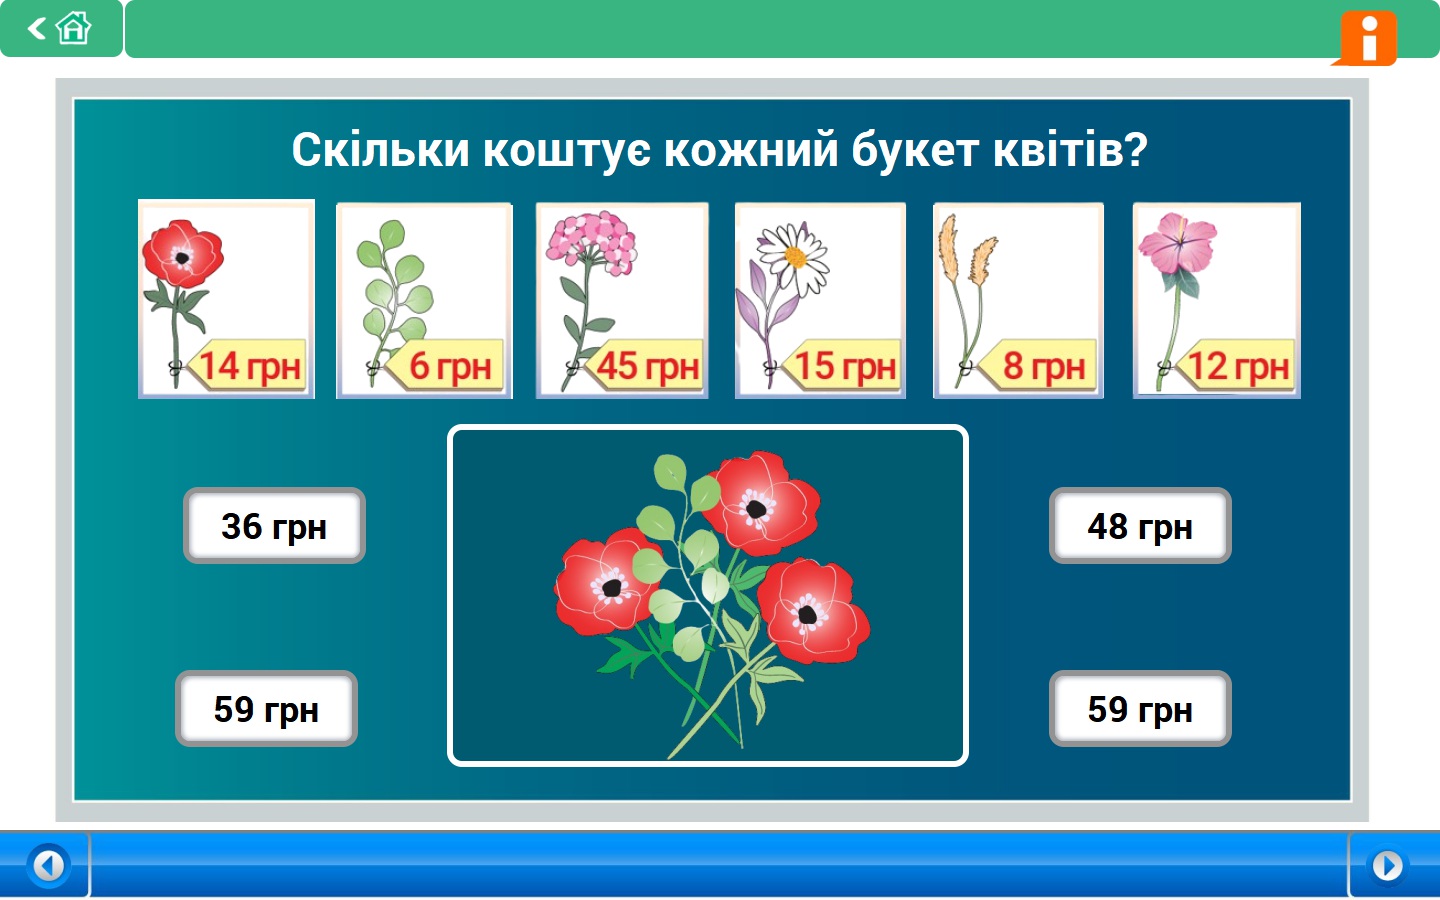 Скільки коштує кожний букет квітів?
14 грн
6 грн
45 грн
15 грн
8 грн
12 грн
36 грн
48 грн
59 грн
59 грн